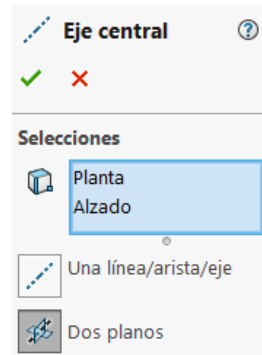 Eje central
Selecciones
Planta
Alzado
Una línea/arista/eje
Dos planos